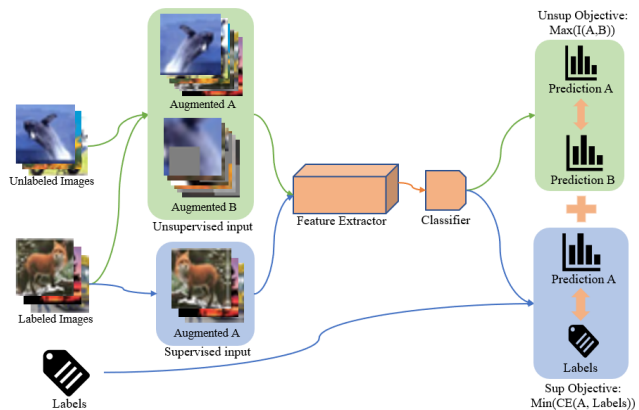 Unsup Objective:
Max(I(A,B))
Augmented A
Prediction A
Unlabeled Images
Augmented B
Prediction B
Unsupervised input
Feature Extractor
Classifier
Prediction A
Labeled Images
Augmented A
Supervised input
Labels
Labels
Sup Objective:
Min(CE(A, Labels))